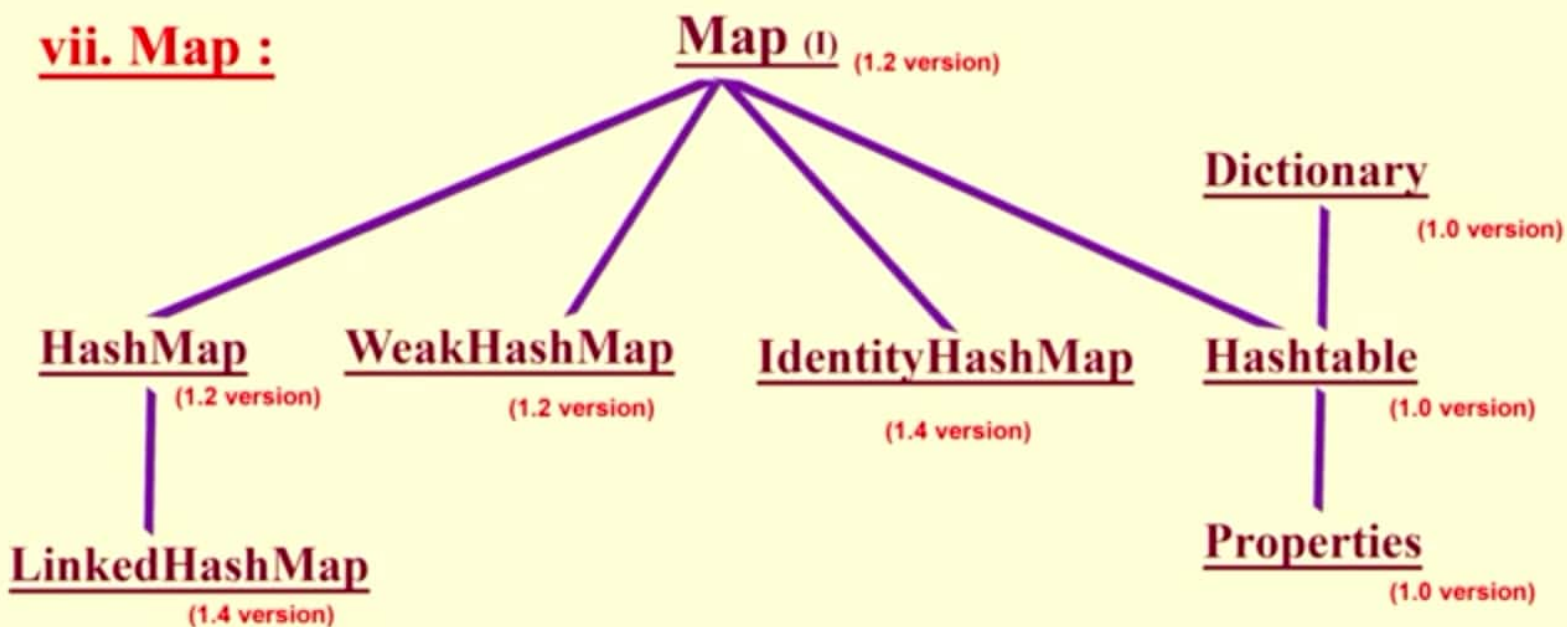 vii. Map :
Map (I) (1.2 version)
Dictionary
(1.0 version)
HashMap
(1.2 version)
WeakHashMap
(1.2 version)
IdentityHashMap
(1.4 version)
Hashtable
(1.0 version)
LinkedHashMap
(1.4 version)
Properties
(1.0 version)